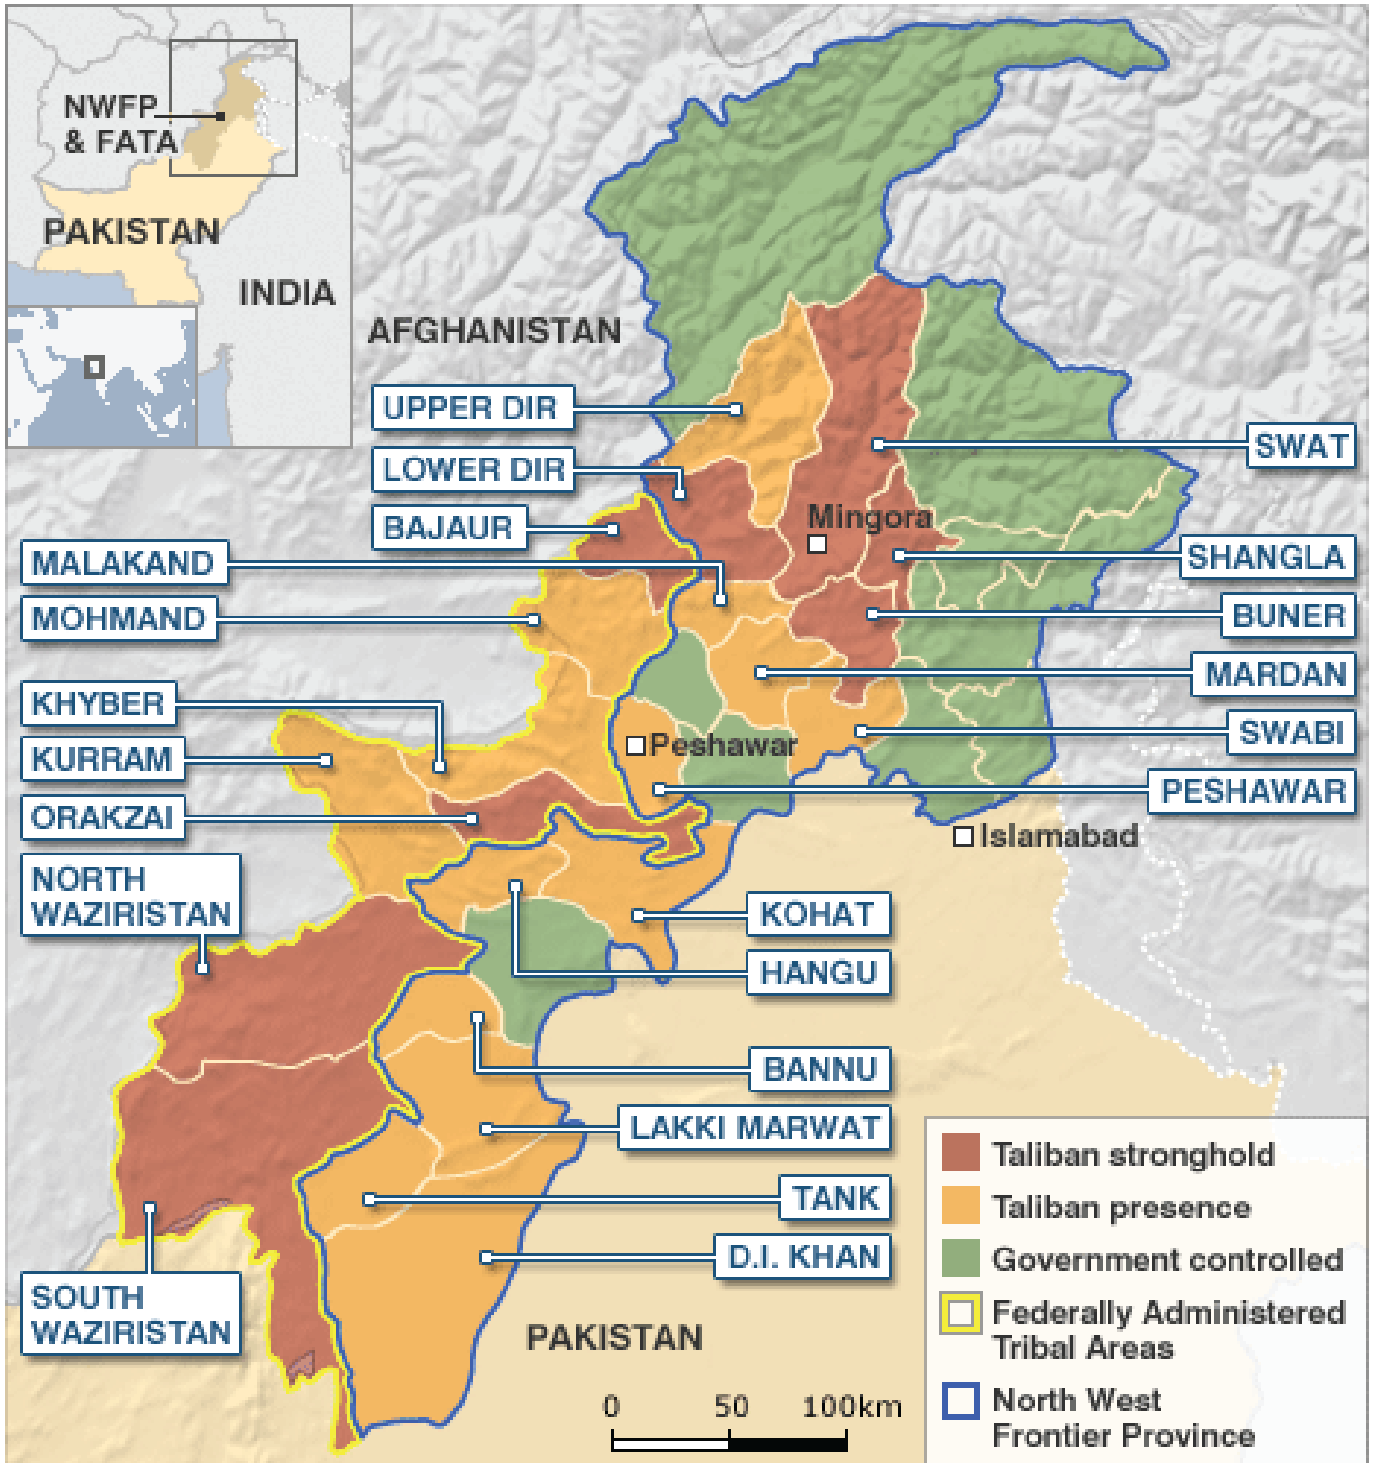 NWFP
& FATA
PAKISTAN
INDIA
AFGHANISTAN
UPPER DIR
LOWER DIR
BAJAUR
MALAKAND
MOHMAND
KHYBER
KURRAM
ORAKZAI
NORTH
WAZIRISTAN
SOUTH
WAZIRISTAN
Mingora
Peshawar
Islamabad
SWAT
SHANGLA
BUNER
MARDAN
SWABI
PESHAWAR
KOHAT
HANGU
BANNU
LAKKI MARWAT
TANK
D.I. KHAN
PAKISTAN
0 50 100km
Taliban stronghold
Taliban presence
Government controlled
Federally Administered
Tribal Areas
North West
Frontier Province